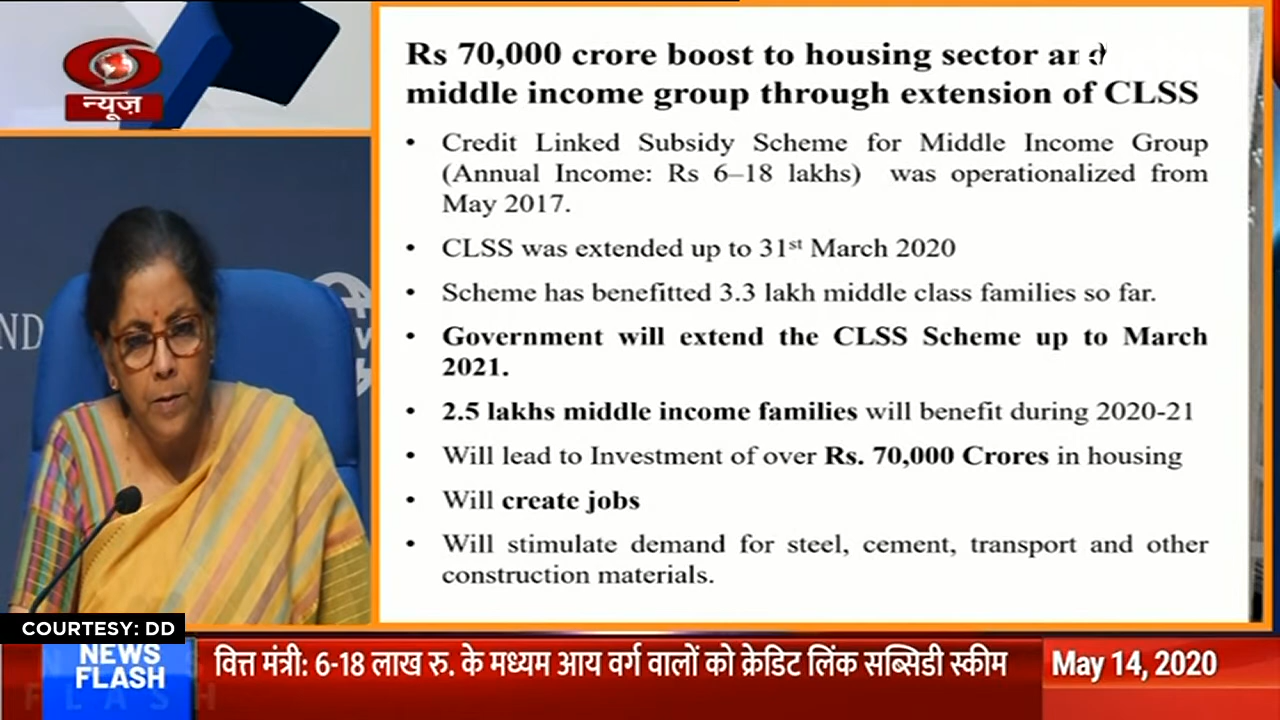 न्यूज़
Rs 70,000 crore boost to housing sector and
middle income group through extension of CLSS
• Credit Linked Subsidy Scheme for Middle Income Group
(Annual Income: Rs 6–18 lakhs) was operationalized from
May 2017.
• CLSS was extended up to 31st March 2020
• Scheme has benefitted 3.3 lakh middle class families so far.
• Government will extend the CLSS Scheme up to March
2021.
• 2.5 lakhs middle income families will benefit during 2020-21
• Will lead to Investment of over Rs. 70,000 Crores in housing
• Will create jobs
• Will stimulate demand for steel, cement, transport and other
construction materials.
ND
COURTESY: DD
NEWS
FLASH
वित्त मंत्री: 6-18 लाख रु. के मध्यम आय वर्ग वालों को क्रेडिट लिंक सब्सिडी स्कीम
May 14, 2020